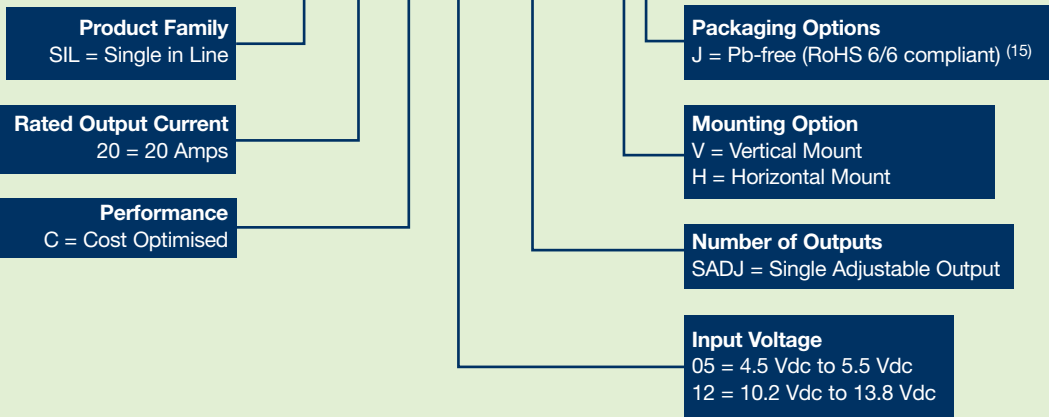 Product Family
SIL = Single in Line
Rated Output Current
20 = 20 Amps
Performance
C = Cost Optimised
Packaging Options
J = Pb-free (RoHS 6/6 compliant) (15)
Mounting Option
V = Vertical Mount
H = Horizontal Mount
Number of Outputs
SADJ = Single Adjustable Output
Input Voltage
05 = 4.5 Vdc to 5.5 Vdc
12 = 10.2 Vdc to 13.8 Vdc